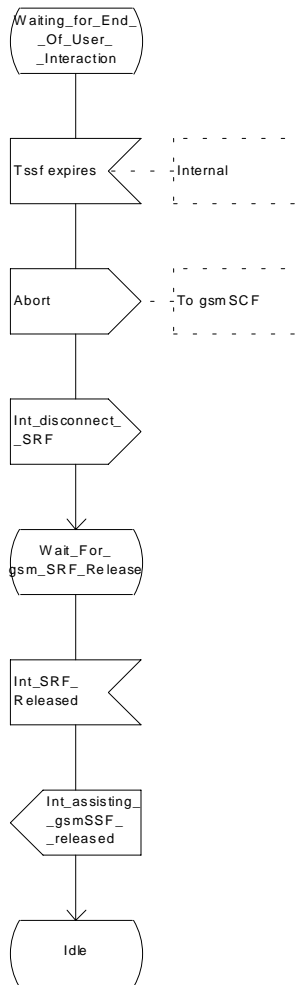 Waiting_for_End_
_Of_User_
_Interaction
Tssf expires
Internal
Abort
To gsmSCF
Int_disconnect_
_SRF
Wait_For_
gsm_SRF_Release
Int_SRF_
Released
Int_assisting_
_gsmSSF_
_released
Idle